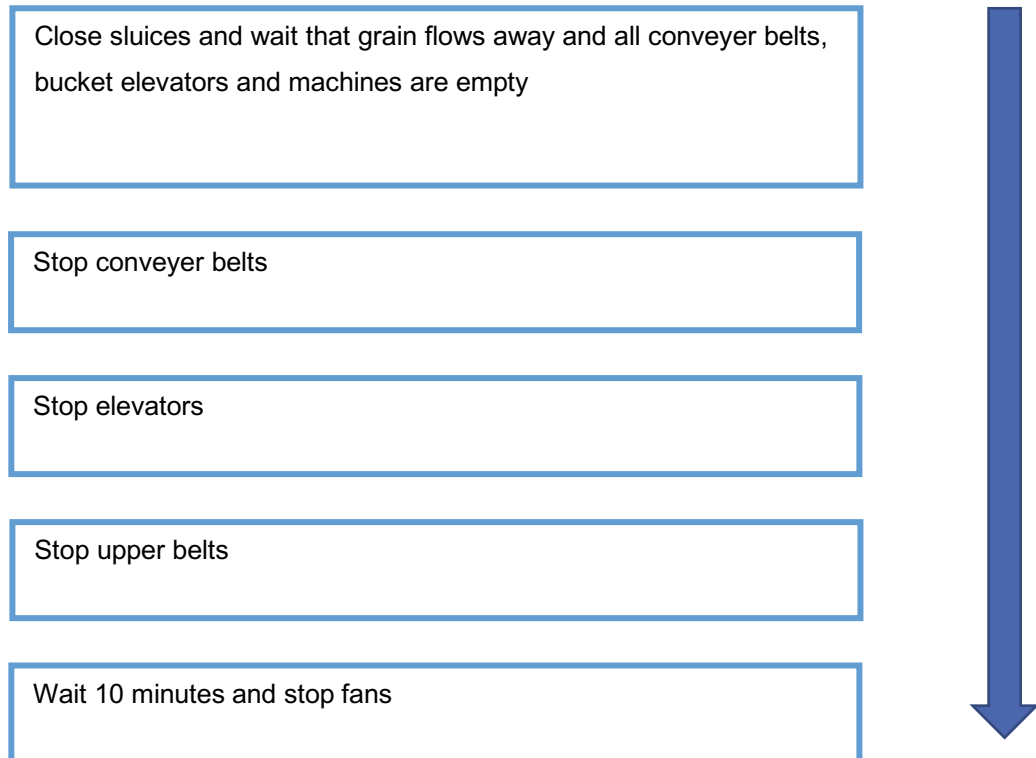 Close sluices and wait that grain flows away and all conveyer belts,
bucket elevators and machines are empty
Stop conveyer belts
Stop elevators
Stop upper belts
Wait 10 minutes and stop fans